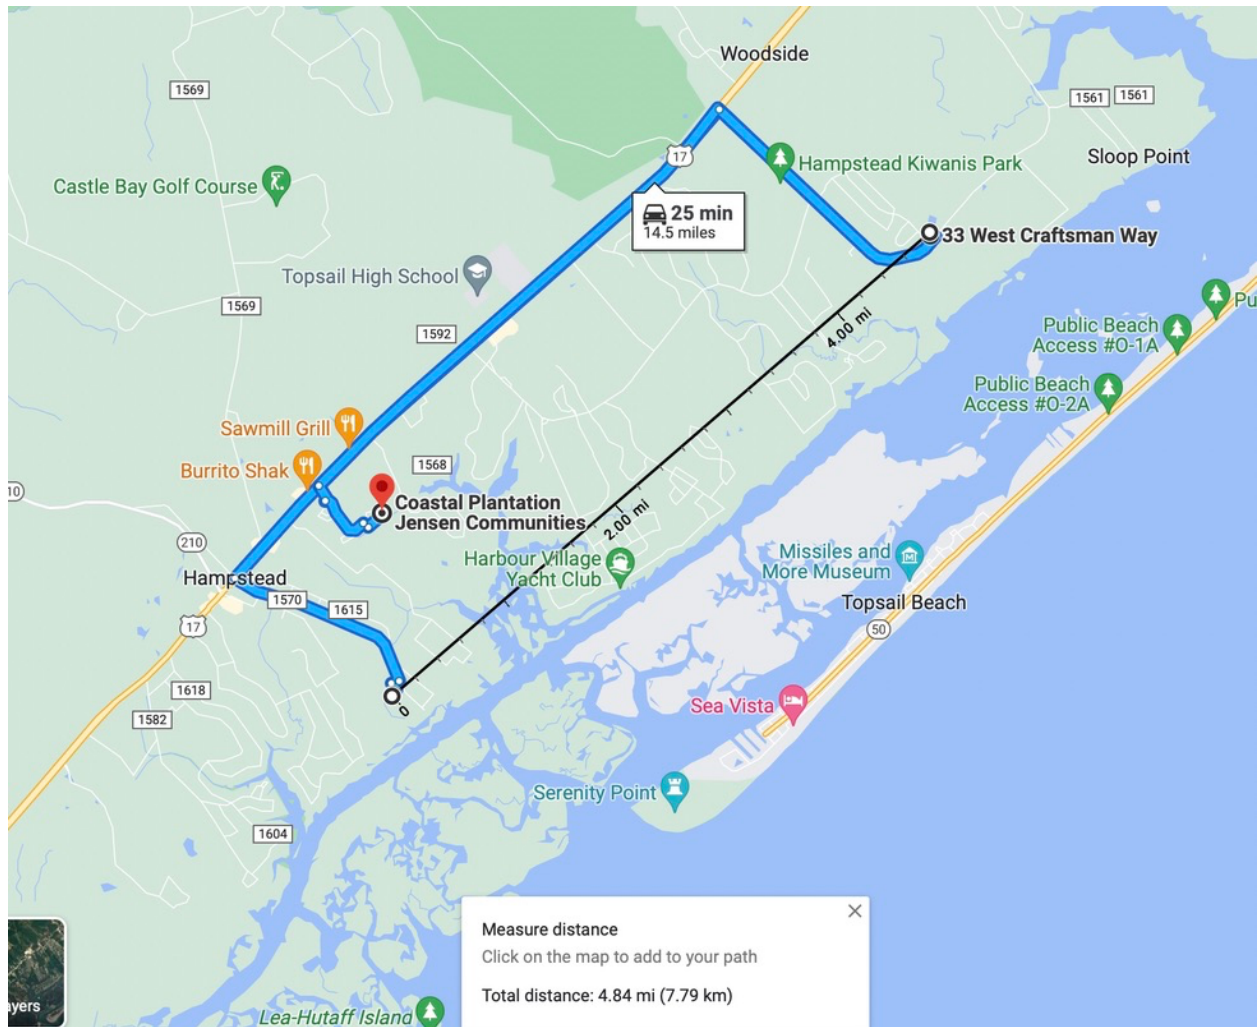 Woodside
1569
1561
1561
17
Hampstead Kiwanis Park
Sloop Point
Castle Bay Golf Course
25 min
14.5 miles
33 West Craftsman Way
Topsail High School
1569
1592
4.00 mi
Public Beach
Access #O-1A
Pu
Public Beach
Access #O-2A
Sawmill Grill
Burrito Shak
1568
10
Coastal Plantation
Jensen Communities
2.00 mi
210
Harbour Village
Yacht Club
Missiles and
More Museum
Hampstead
1570
1615
Topsail Beach
17
50
1618
1582
0
Sea Vista
Serenity Point
1604
Measure distance
Click on the map to add to your path
Total distance: 4.84 mi (7.79 km)
ayers
Lea-Hutaff Island